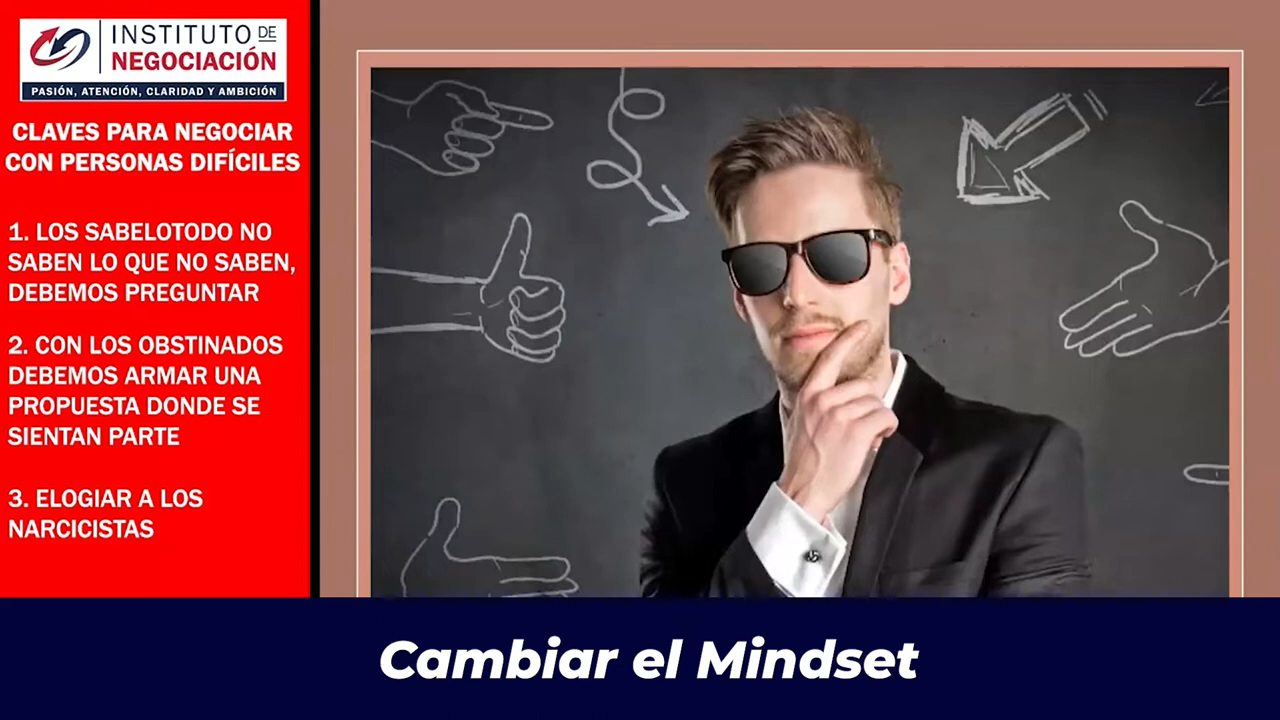 INSTITUTO DE
NEGOCIACIÓN
PASIÓN, ATENCIÓN, CLARIDAD Y AMBICIÓN
CLAVES PARA NEGOCIAR
CON PERSONAS DIFÍCILES
1. LOS SABELOTODO NO
SABEN LO QUE NO SABEN,
DEBEMOS PREGUNTAR
2. CON LOS OBSTINADOS
DEBEMOS ARMAR UNA
PROPUESTA DONDE SE
SIENTAN PARTE
3. ELOGIAR A LOS
NARCICISTAS
Cambiar el Mindset